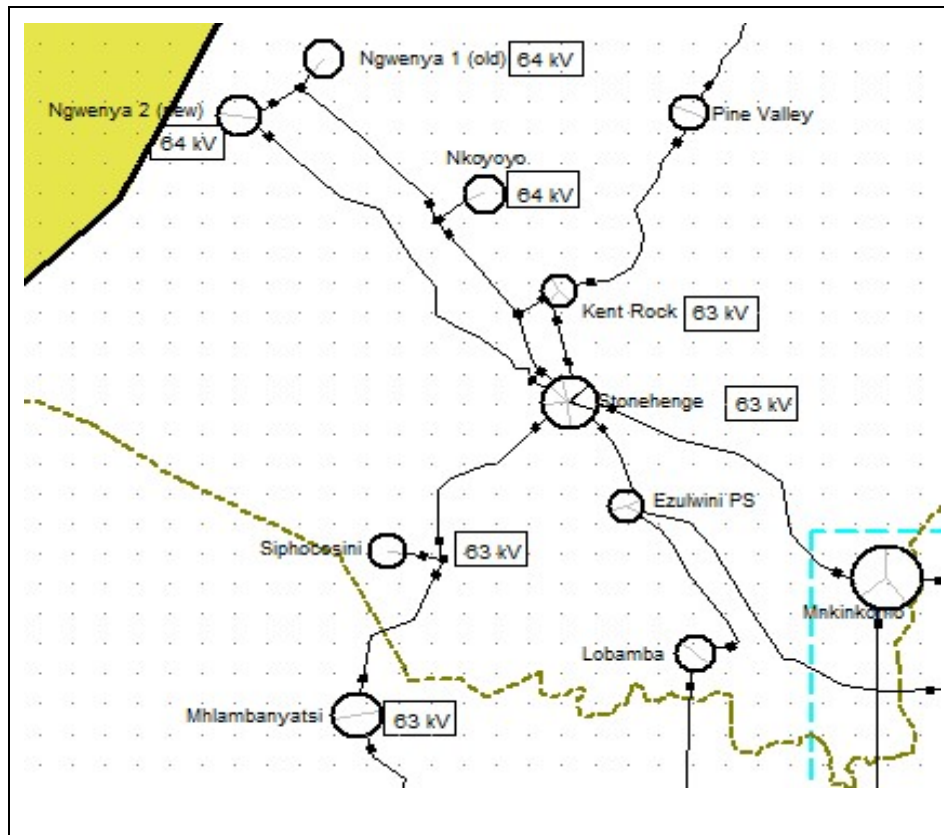 Ngwenya 1 (old) 64 kV
Ngwenya 2 (new)
64 kV
Pine Valley
Nkoyoyo.
64 kV
Kent Rock 63 kV
Stonehenge 63 kV
Ezulwini PS
Siphocosini 63 kV
Lobamba
Mhlambanyatsi 63 kV